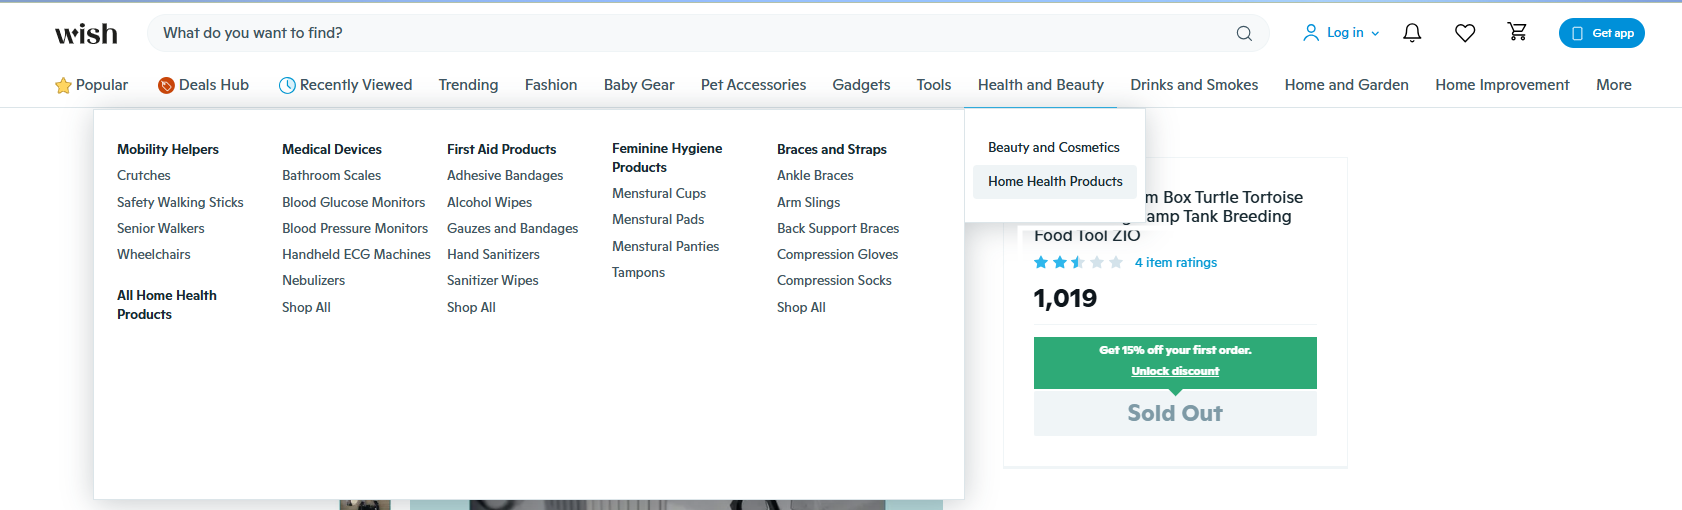 wish
What do you want to find?
Log in
Get app
Popular
Deals Hub
Recently Viewed
Trending
Fashion
Baby Gear
Pet Accessories
Gadgets
Tools
Health and Beauty
Drinks and Smokes
Home and Garden
Home Improvement
More
Mobility Helpers
Crutches
Safety Walking Sticks
Senior Walkers
Wheelchairs
All Home Health
Products
Medical Devices
Bathroom Scales
Blood Glucose Monitors
Blood Pressure Monitors
Handheld ECG Machines
Nebulizers
Shop All
First Aid Products
Adhesive Bandages
Alcohol Wipes
Gauzes and Bandages
Hand Sanitizers
Sanitizer Wipes
Shop All
Feminine Hygiene
Products
Menstural Cups
Menstural Pads
Menstural Panties
Tampons
Braces and Straps
Ankle Braces
Arm Slings
Back Support Braces
Compression Gloves
Compression Socks
Shop All
Beauty and Cosmetics
Home Health Products
Box Turtle Tortoise
Tank Breeding
Food Tool ZIO
4 item ratings
1,019
Get 15% off your first order.
Unlock discount
Sold Out